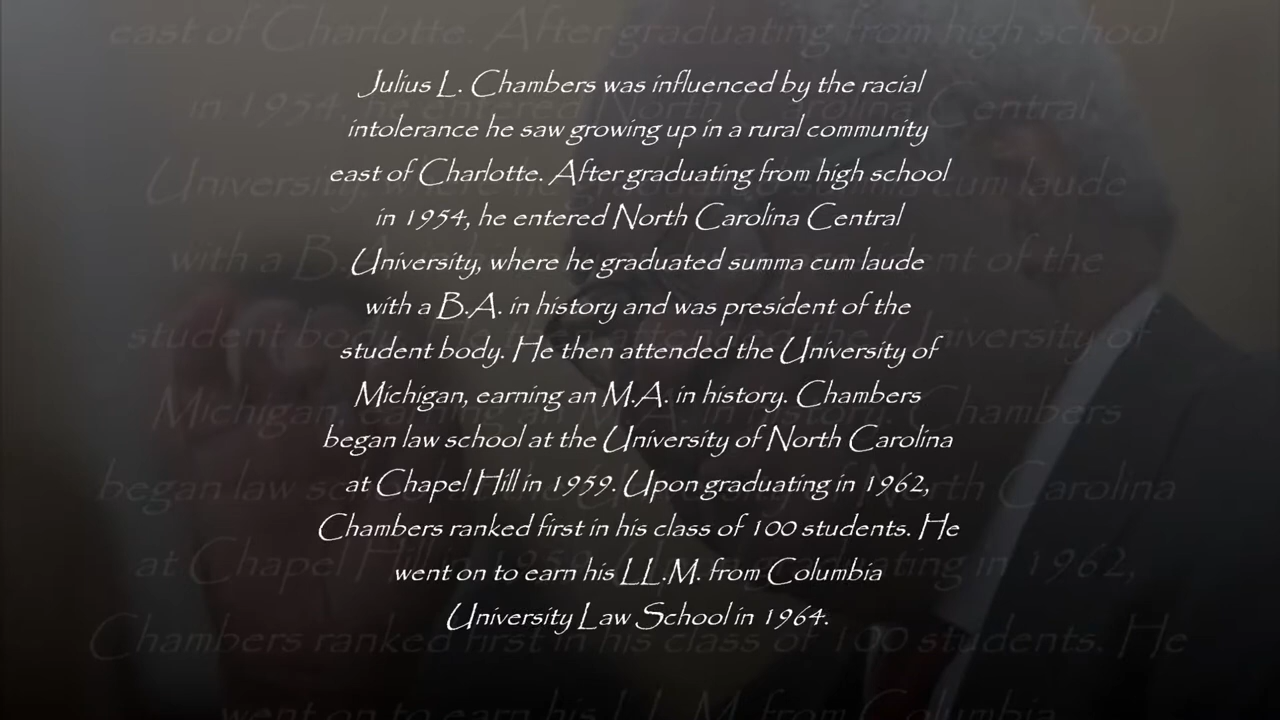 Julius L. Chambers was influenced by the racial
intolerance he saw growing up in a rural community
east of Charlotte. After graduating from high school
in 1954, he entered North Carolina Central
University, where he graduated summa cum laude
with a B.A. in history and was president of the
student body. He then attended the University of
Michigan, earning an M.A. in history. Chambers
began law school at the University of North Carolina
at Chapel Hill in 1959. Upon graduating in 1962,
Chambers ranked first in his class of 100 students. He
went on to earn his LL.M. from Columbia
University Law School in 1964.